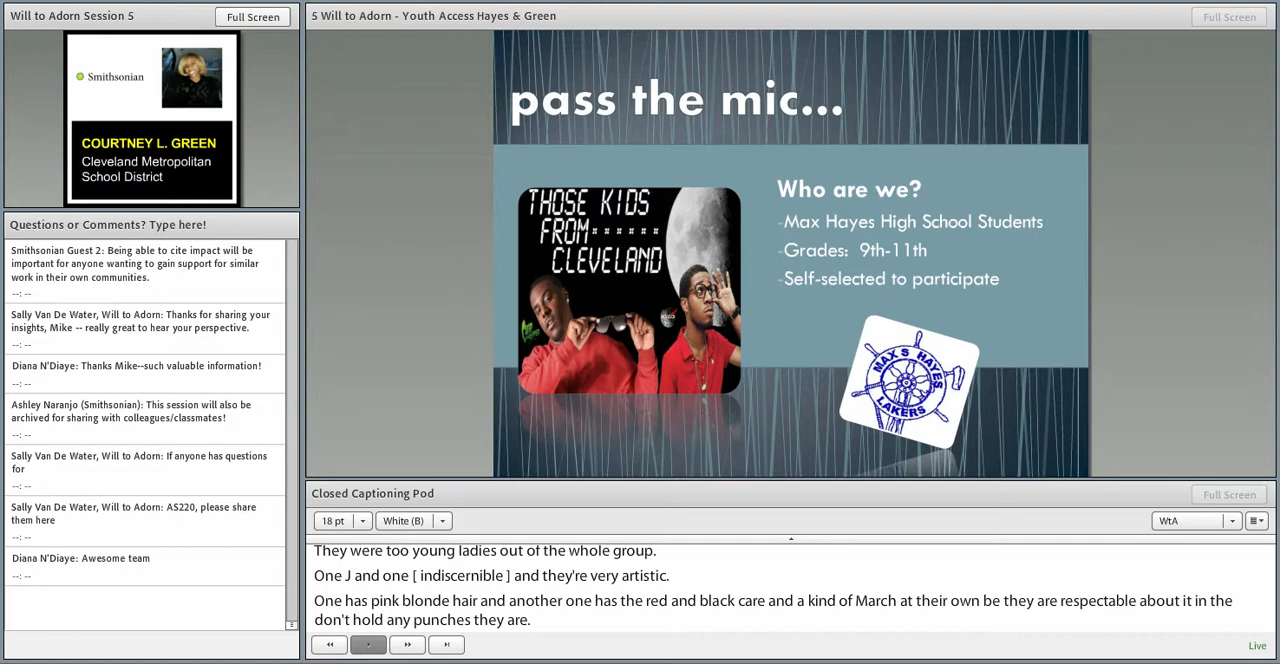 Will to Adorn Session 5
Full Screen
Smithsonian
COURTNEY L. GREEN
Cleveland Metropolitan
School District
Questions or Comments? Type here!
Smithsonian Guest 2: Being able to cite impact will be
important for anyone wanting to gain support for similar
work in their own communities.
--: --
Sally Van De Water, Will to Adorn: Thanks for sharing your
insights, Mike -- really great to hear your perspective.
--: --
Diana N'Diaye: Thanks Mike--such valuable information!
--: --
Ashley Naranjo (Smithsonian): This session will also be
archived for sharing with colleagues/classmates!
--: --
Sally Van De Water, Will to Adorn: If anyone has questions
for
--: --
Sally Van De Water, Will to Adorn: AS220, please share
them here
--: --
Diana N'Diaye: Awesome team
--: --
5 Will to Adorn - Youth Access Hayes & Green
Full Screen
pass the mic...
THOSE KIDS
FROM······
CLEVELAND
Who are we?
-Max Hayes High School Students
-Grades: 9th-11th
-Self-selected to participate
MAX S HAYES
LAKERS
Closed Captioning Pod
Full Screen
18 pt
White (B)
WtA
They were too young ladies out of the whole group.
One J and one [ indiscernible ] and they're very artistic.
One has pink blonde hair and another one has the red and black care and a kind of March at their own be they are respectable about it in the
don't hold any punches they are.
Live